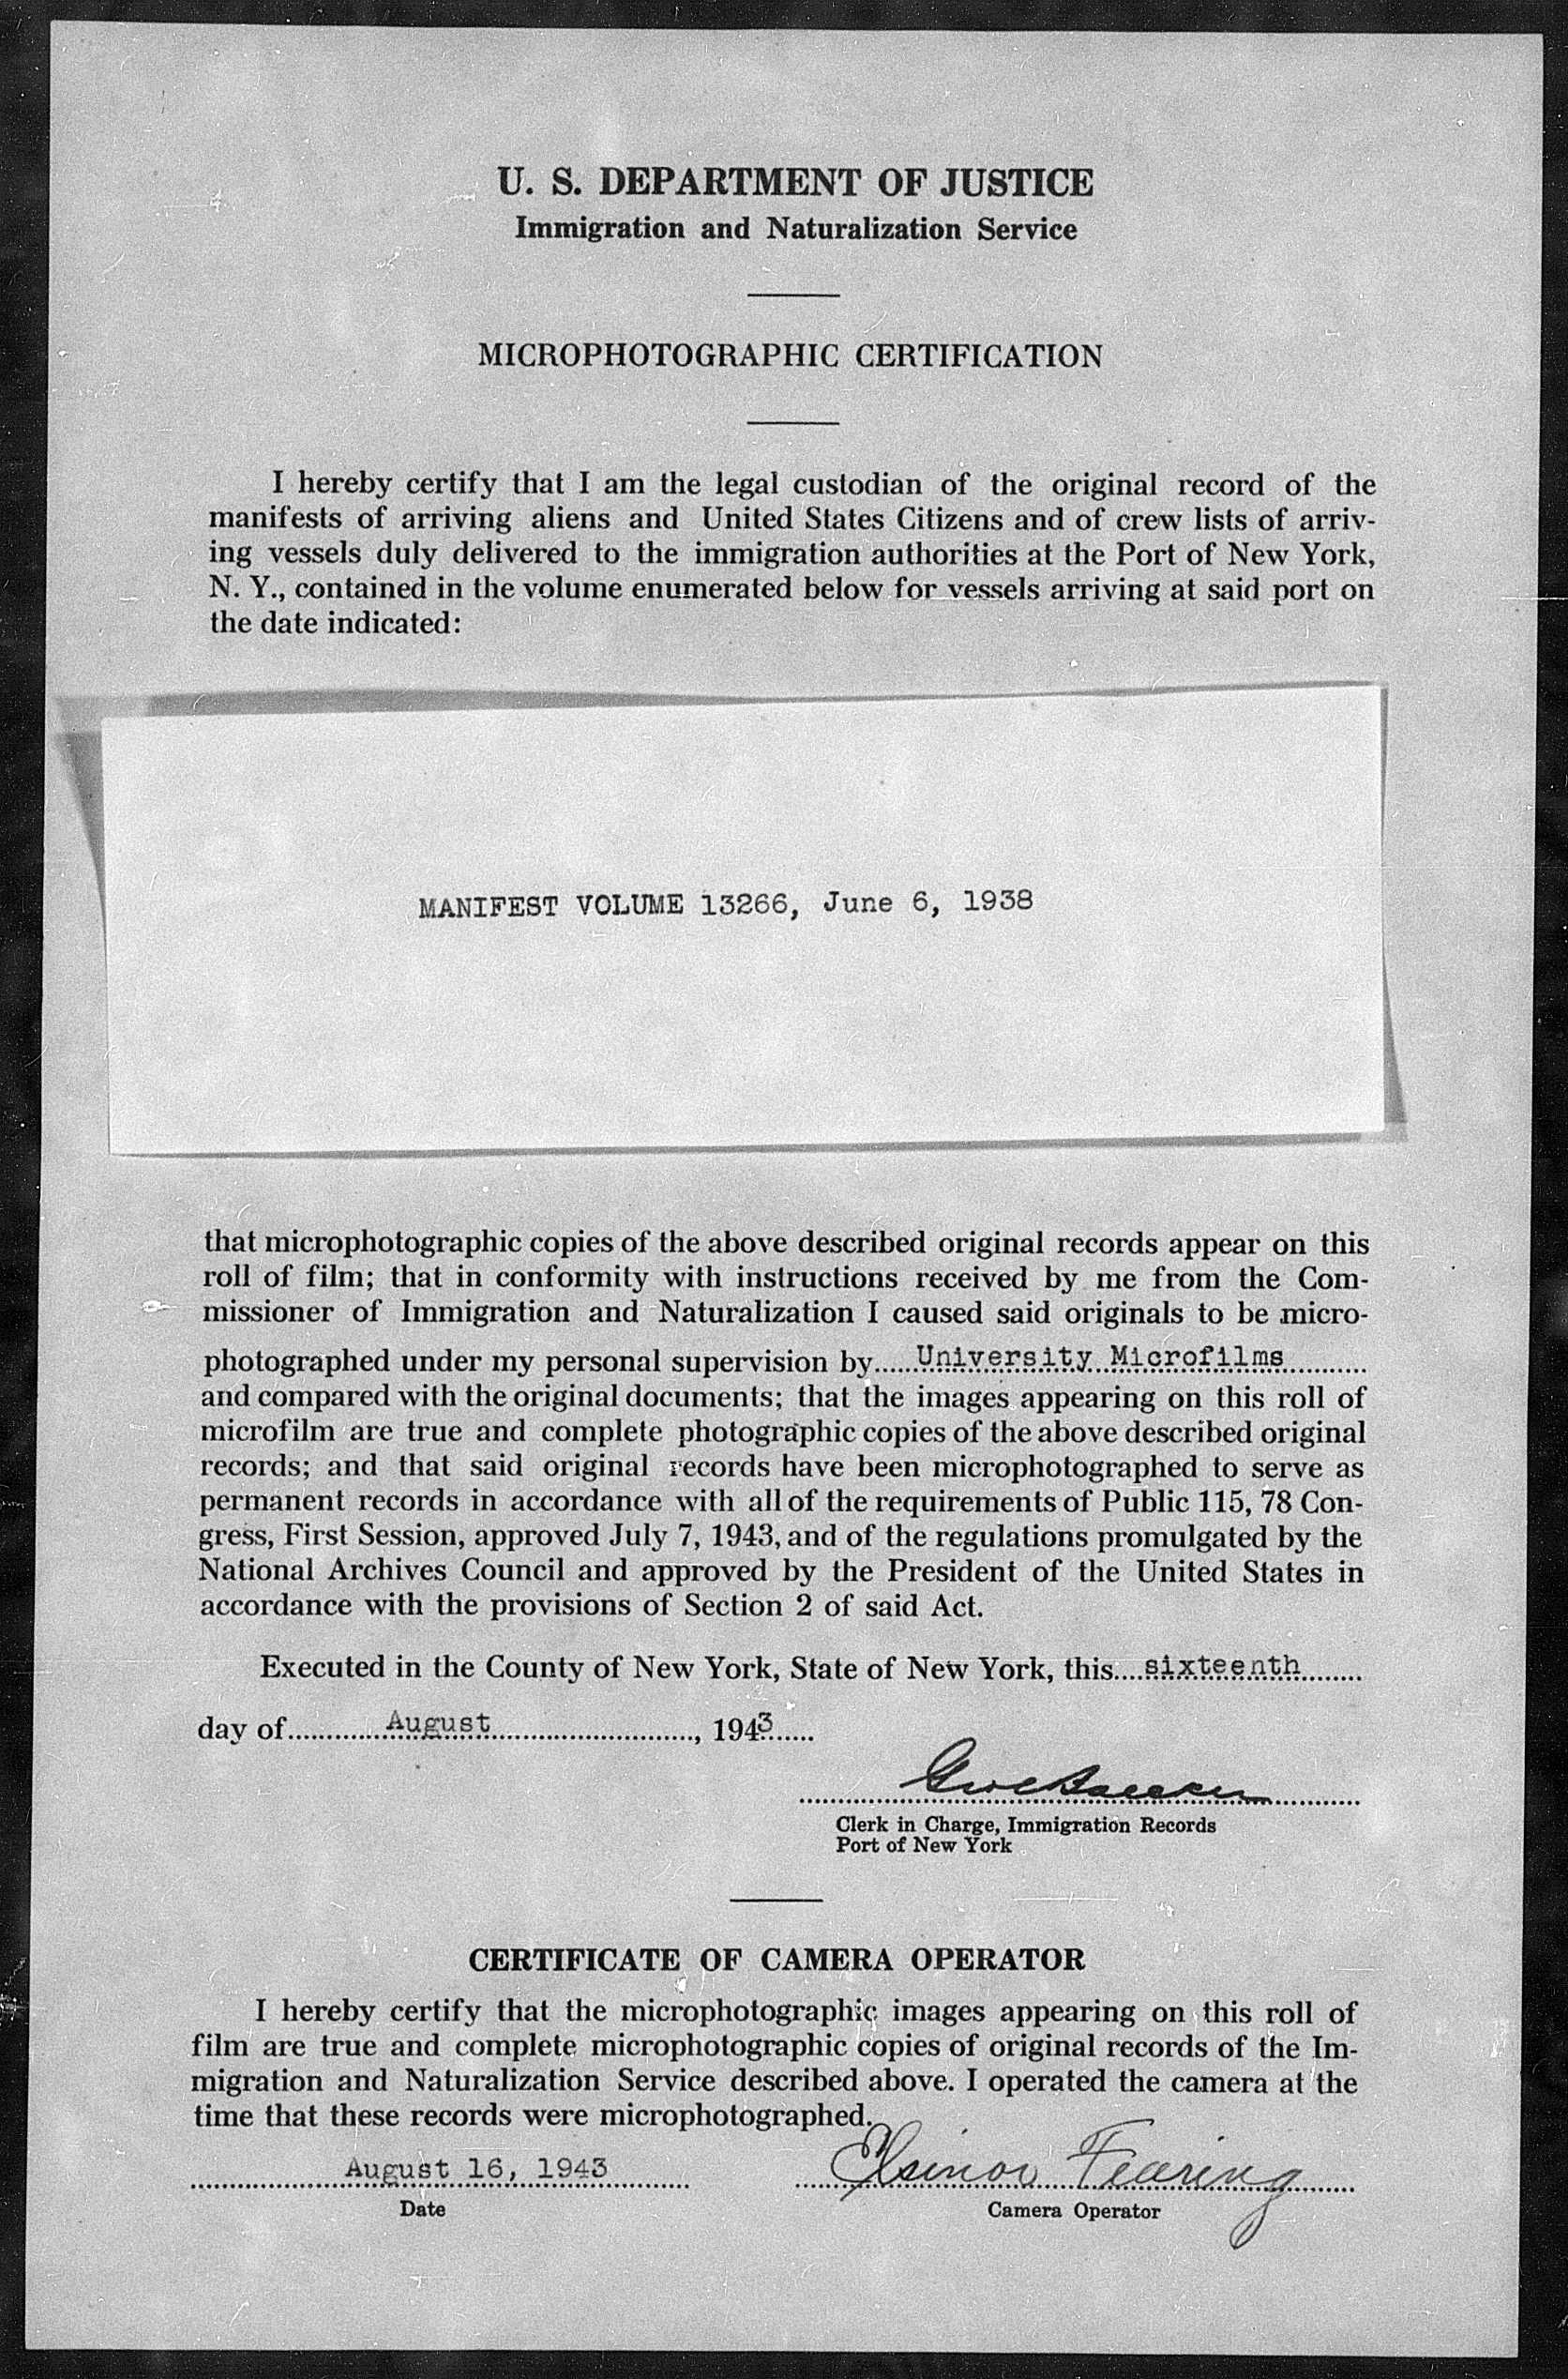 U. S. DEPARTMENT OF JUSTICE
Immigration and Naturalization Service
MICROPHOTOGRAPHIC CERTIFICATION
I hereby certify that I am the legal custodian of the original record of the
manifests of arriving aliens and United States Citizens and of crew lists of arriv-
ing vessels duly delivered to the immigration authorities at the Port of New York,
N. Y., contained in the volume enumerated below for vessels arriving at said port on
the date indicated:
MANIFEST VOLUME 13266, June 6, 1938
that microphotographic copies of the above described original records appear on this
roll of film; that in conformity with instructions received by me from the Com-
missioner of Immigration and Naturalization I caused said originals to be micro-
photographed under my personal supervision by.....University Microfilms..........
and compared with the original documents; that the images appearing on this roll of
microfilm are true and complete photographic copies of the above described original
records; and that said original records have been microphotographed to serve as
permanent records in accordance with all of the requirements of Public 115, 78 Con-
gress, First Session, approved July 7, 1943, and of the regulations promulgated by the
National Archives Council and approved by the President of the United States in
accordance with the provisions of Section 2 of said Act.
Executed in the County of New York, State of New York, this....sixteenth........
day of............August..........................., 1943......
Clerk in Charge, Immigration Records
Port of New York
CERTIFICATE OF CAMERA OPERATOR
I hereby certify that the microphotographic images appearing on this roll of
film are true and complete microphotographic copies of original records of the Im-
migration and Naturalization Service described above. I operated the camera at the
time that these records were microphotographed.
August 16, 1943 Elsinor Fearing
Date Camera Operator